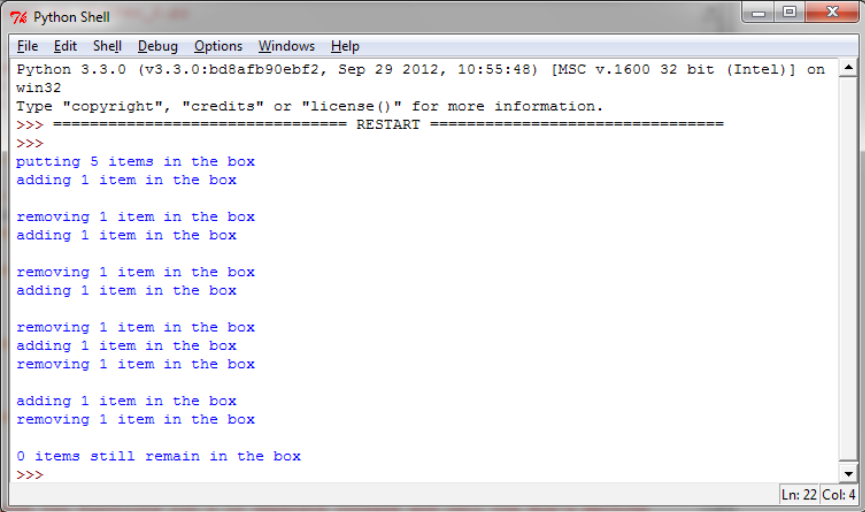 Python Shell
File Edit Shell Debug Options Windows Help
Python 3.3.0 (v3.3.0:bd8afb90ebf2, Sep 29 2012, 10:55:48) [MSC v.1600 32 bit (Intel)] on
win32
Type "copyright", "credits" or "license()" for more information.
>>> ================================ RESTART ================================
>>>
putting 5 items in the box
adding 1 item in the box

removing 1 item in the box
adding 1 item in the box

removing 1 item in the box
adding 1 item in the box

removing 1 item in the box
adding 1 item in the box
removing 1 item in the box

adding 1 item in the box
removing 1 item in the box

0 items still remain in the box
>>>
Ln: 22 Col: 4